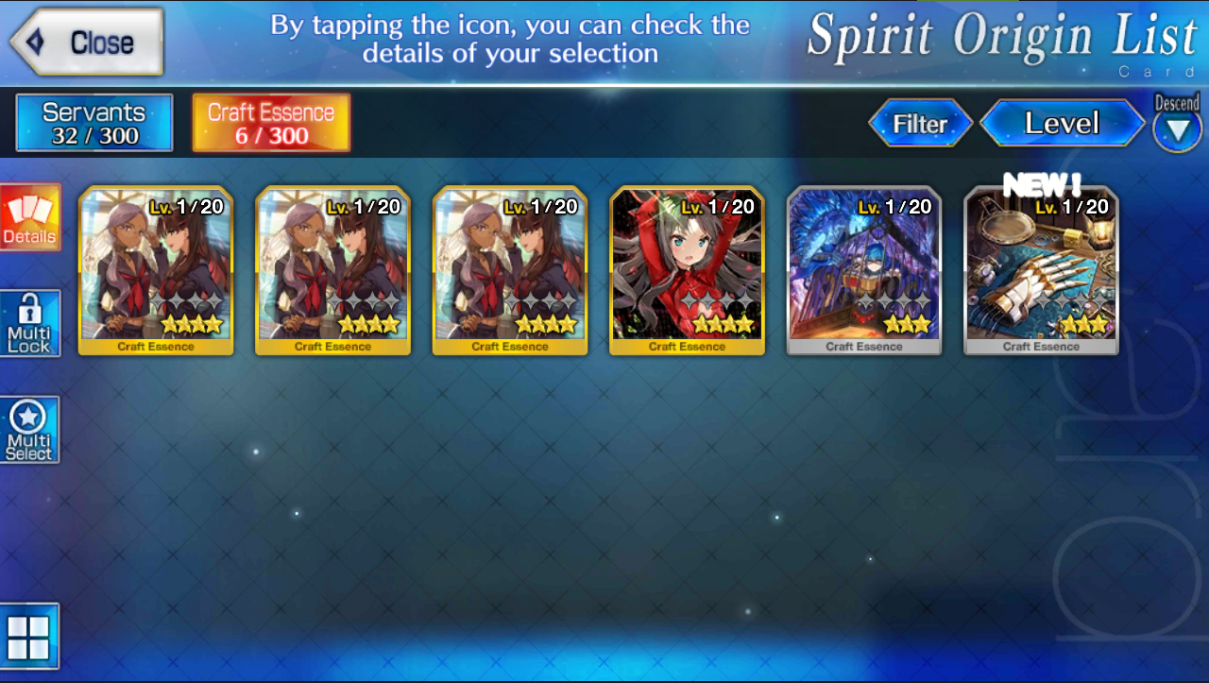 Close
By tapping the icon, you can check the
details of your selection
Spirit Origin List
Card
Servants
32 / 300
Craft Essence
6 / 300
Filter
Level
Descend
Details
Multi
Lock
Multi
Select
Lv. 1/20
Craft Essence
Lv. 1/20
Craft Essence
Lv. 1/20
Craft Essence
Lv. 1/20
Craft Essence
Lv. 1/20
Craft Essence
NEW!
Lv. 1/20
Craft Essence